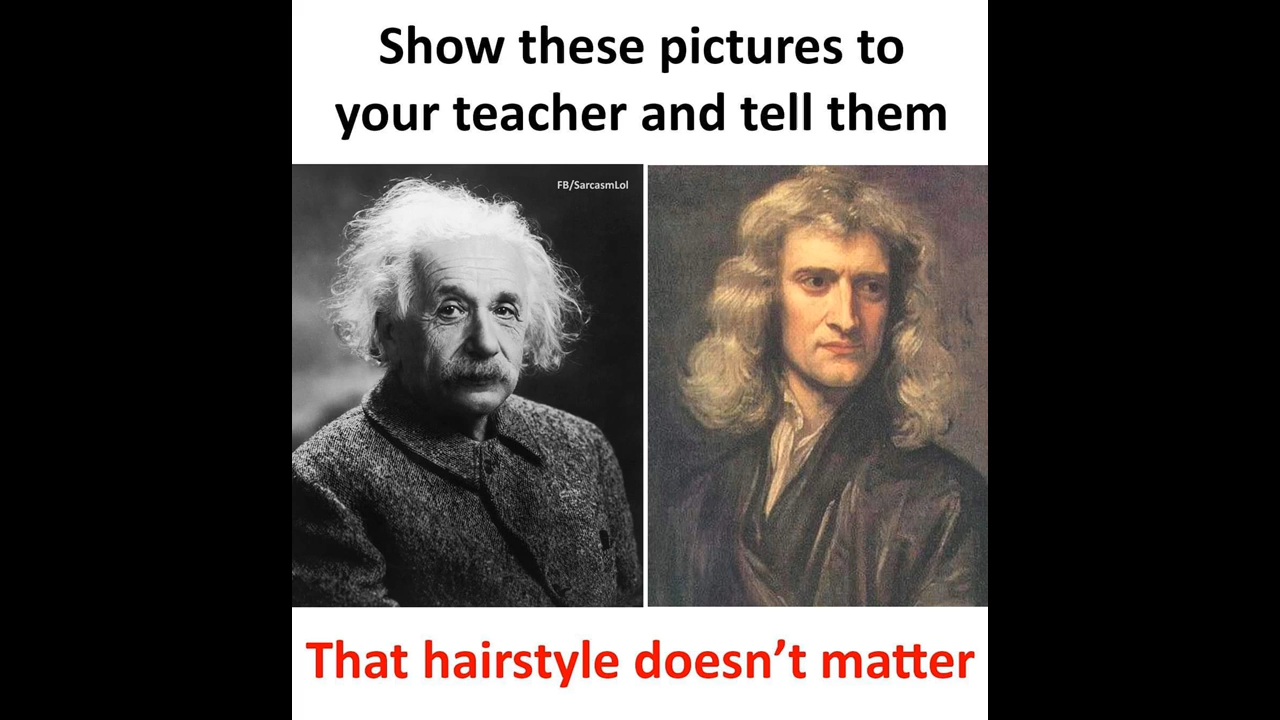 Show these pictures to
your teacher and tell them
FB/SarcasmLol
That hairstyle doesn't matter